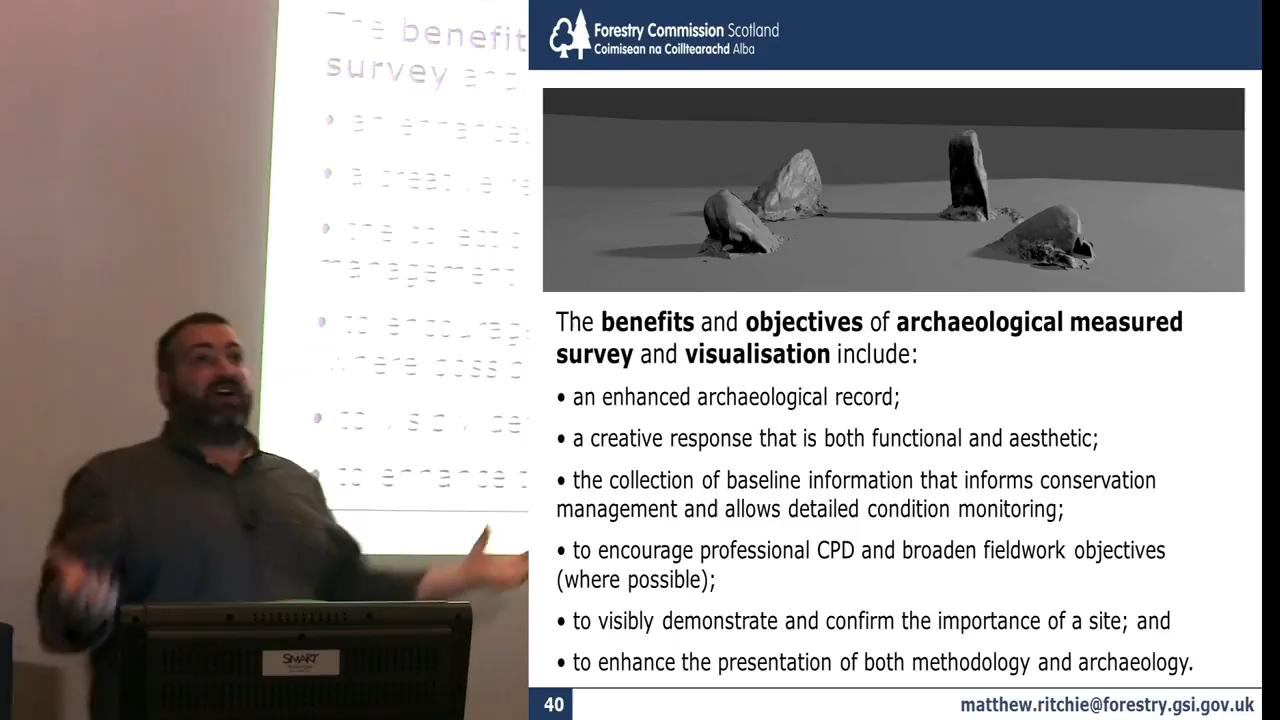 The benefit
survey
Forestry Commission Scotland
Coimisean na Coilltearachd Alba
The benefits and objectives of archaeological measured
survey and visualisation include:
• an enhanced archaeological record;
• a creative response that is both functional and aesthetic;
• the collection of baseline information that informs conservation
management and allows detailed condition monitoring;
• to encourage professional CPD and broaden fieldwork objectives
(where possible);
• to visibly demonstrate and confirm the importance of a site; and
• to enhance the presentation of both methodology and archaeology.
40
matthew.ritchie@forestry.gsi.gov.uk
SMART